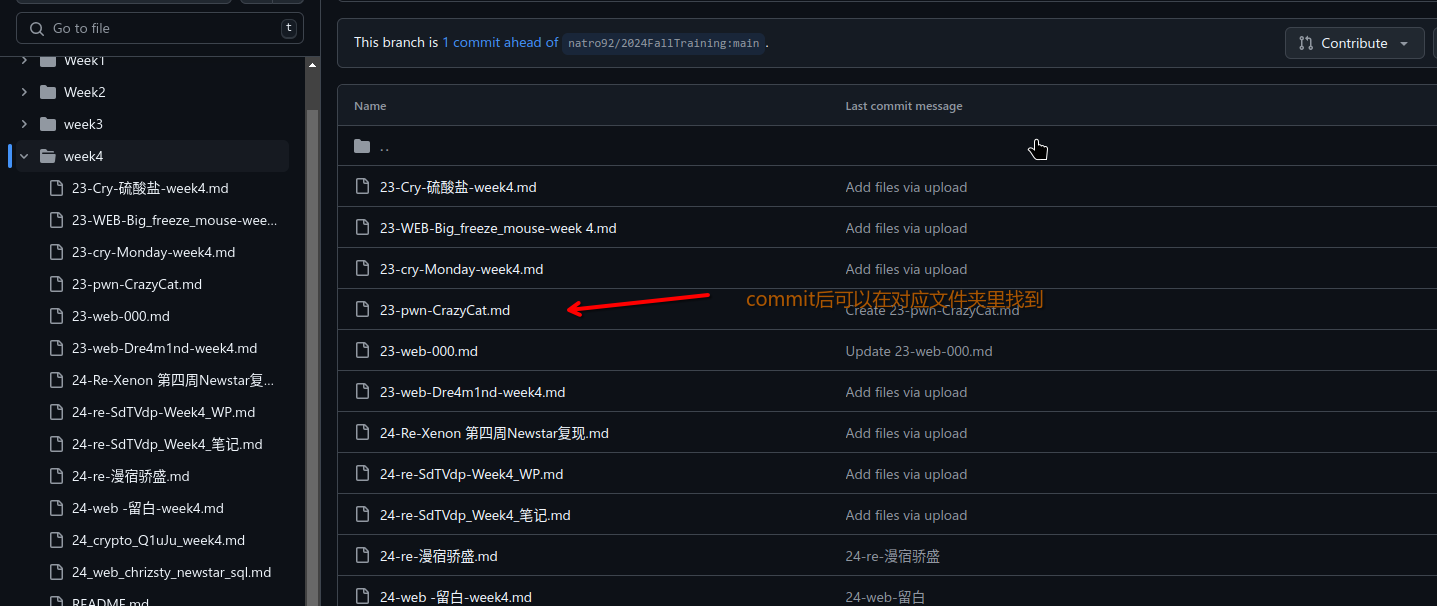 Go to file
t
Week1
Week2
week3
week4
23-Cry-硫酸盐-week4.md
23-WEB-Big_freeze_mouse-wee...
23-cry-Monday-week4.md
23-pwn-CrazyCat.md
23-web-000.md
23-web-Dre4m1nd-week4.md
24-Re-Xenon 第四周Newstar复...
24-re-SdTVdp-Week4_WP.md
24-re-SdTVdp_Week4_笔记.md
24-re-漫宿骄盛.md
24-web -留白-week4.md
24_crypto_Q1uJu_week4.md
24_web_chrizsty_newstar_sql.md
README.md
This branch is 1 commit ahead of natro92/2024FallTraining:main .
Contribute
Name Last commit message
..
23-Cry-硫酸盐-week4.md Add files via upload
23-WEB-Big_freeze_mouse-week 4.md Add files via upload
23-cry-Monday-week4.md Add files via upload
commit后可以在对应文件夹里找到
23-pwn-CrazyCat.md Create 23-pwn-CrazyCat.md
23-web-000.md Update 23-web-000.md
23-web-Dre4m1nd-week4.md Add files via upload
24-Re-Xenon 第四周Newstar复现.md Add files via upload
24-re-SdTVdp-Week4_WP.md Add files via upload
24-re-SdTVdp_Week4_笔记.md Add files via upload
24-re-漫宿骄盛.md 24-re-漫宿骄盛
24-web -留白-week4.md 24-web-留白